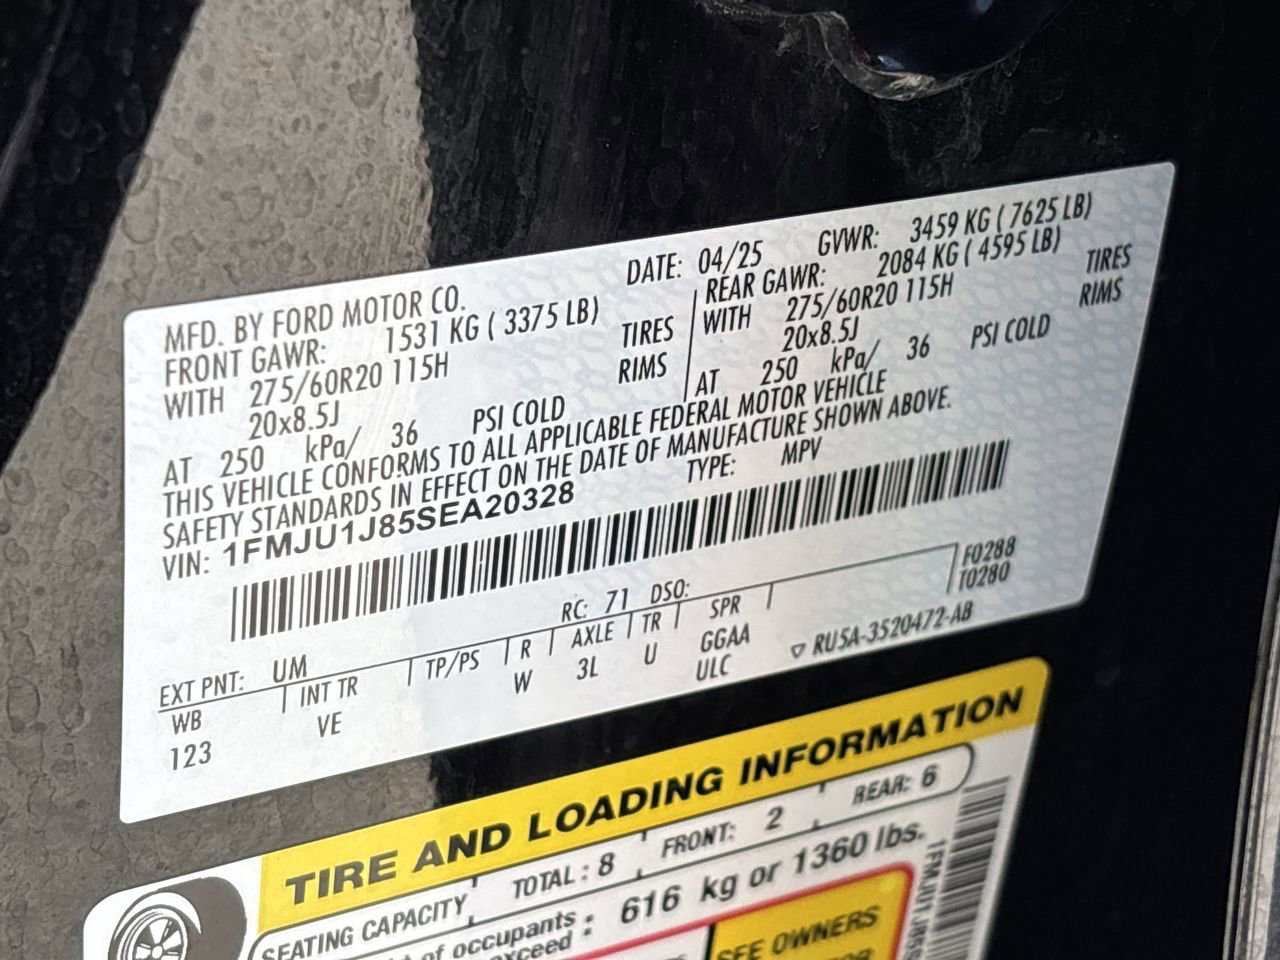 MFD. BY FORD MOTOR CO.
DATE: 04/25 GVWR: 3459 KG ( 7625 LB)
FRONT GAWR: 1531 KG ( 3375 LB)
WITH 275/60R20 115H TIRES
20x8.5J RIMS
AT 250 kPa/ 36 PSI COLD
REAR GAWR: 2084 KG ( 4595 LB)
WITH 275/60R20 115H TIRES
20x8.5J RIMS
AT 250 kPa/ 36 PSI COLD
THIS VEHICLE CONFORMS TO ALL APPLICABLE FEDERAL MOTOR VEHICLE
SAFETY STANDARDS IN EFFECT ON THE DATE OF MANUFACTURE SHOWN ABOVE.
VIN: 1FMJU1J85SEA20328 TYPE: MPV
F0288
T0280
EXT PNT: UM RC: 71 DSO:
WB INT TR TP/PS R AXLE TR SPR
123 VE W 3L U GGAA
ULC
RU5A-3520472-AB
TIRE AND LOADING INFORMATION
SEATING CAPACITY TOTAL : 8 FRONT: 2 REAR: 6
of occupants
exceed : 616 kg or 1360 lbs.
SEE OWNERS